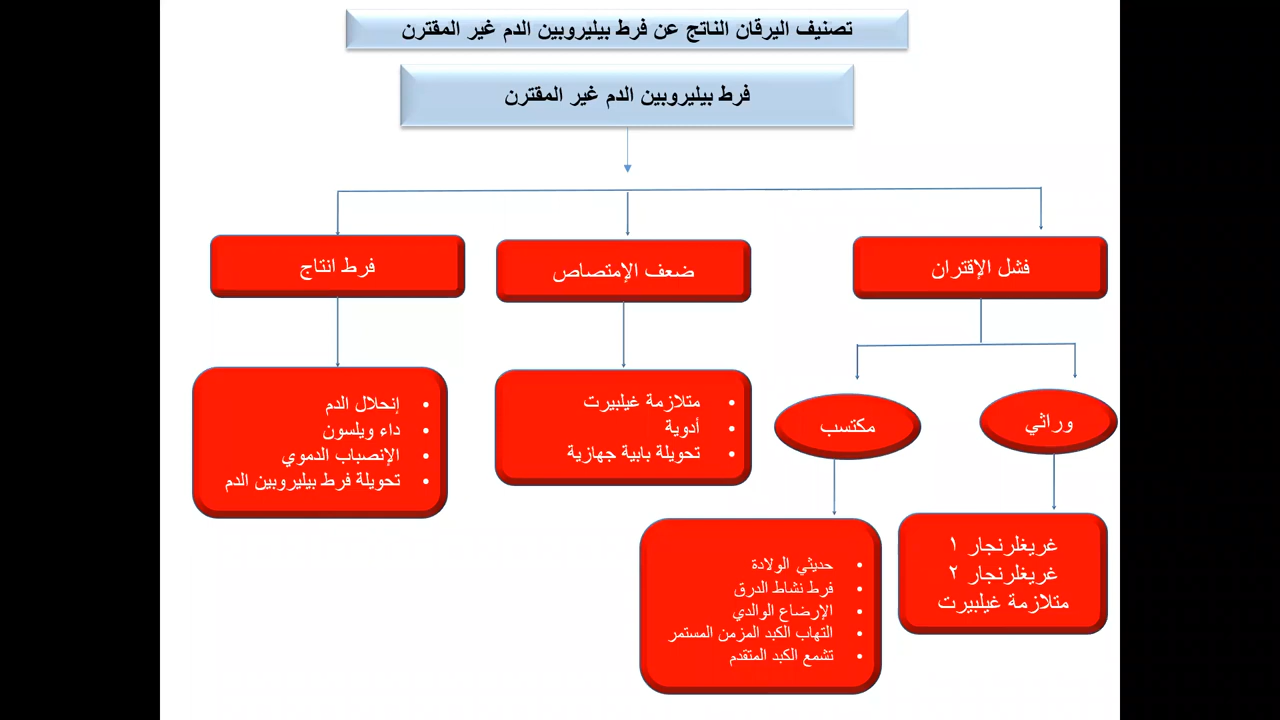 تصنيف اليرقان الناتج عن فرط بيليروبين الدم غير المقترن
فرط بيليروبين الدم غير المقترن
فشل الإقتران
ضعف الإمتصاص
فرط انتاج
وراثي
مكتسب
غريغلرنجار ١
غريغلرنجار ٢
متلازمة غيلبيرت
• حديثي الولادة
• فرط نشاط الدرق
• الإرضاع الوالدي
• التهاب الكبد المزمن المستمر
• تشمع الكبد المتقدم
• متلازمة غيلبيرت
• أدوية
• تحويلة بابية جهازية
• إنحلال الدم
• داء ويلسون
• الإنصباب الدموي
• تحويلة فرط بيليروبين الدم